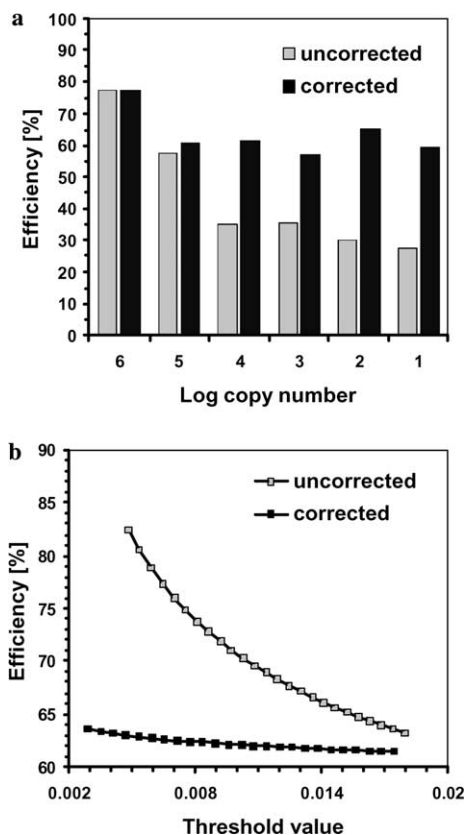 a
100
90
80
70
60
50
40
30
20
10
0
Efficiency [%]
uncorrected
corrected
6 5 4 3 2 1
Log copy number
b
90
85
80
75
70
65
60
Efficiency [%]
uncorrected
corrected
0.002 0.008 0.014 0.02
Threshold value